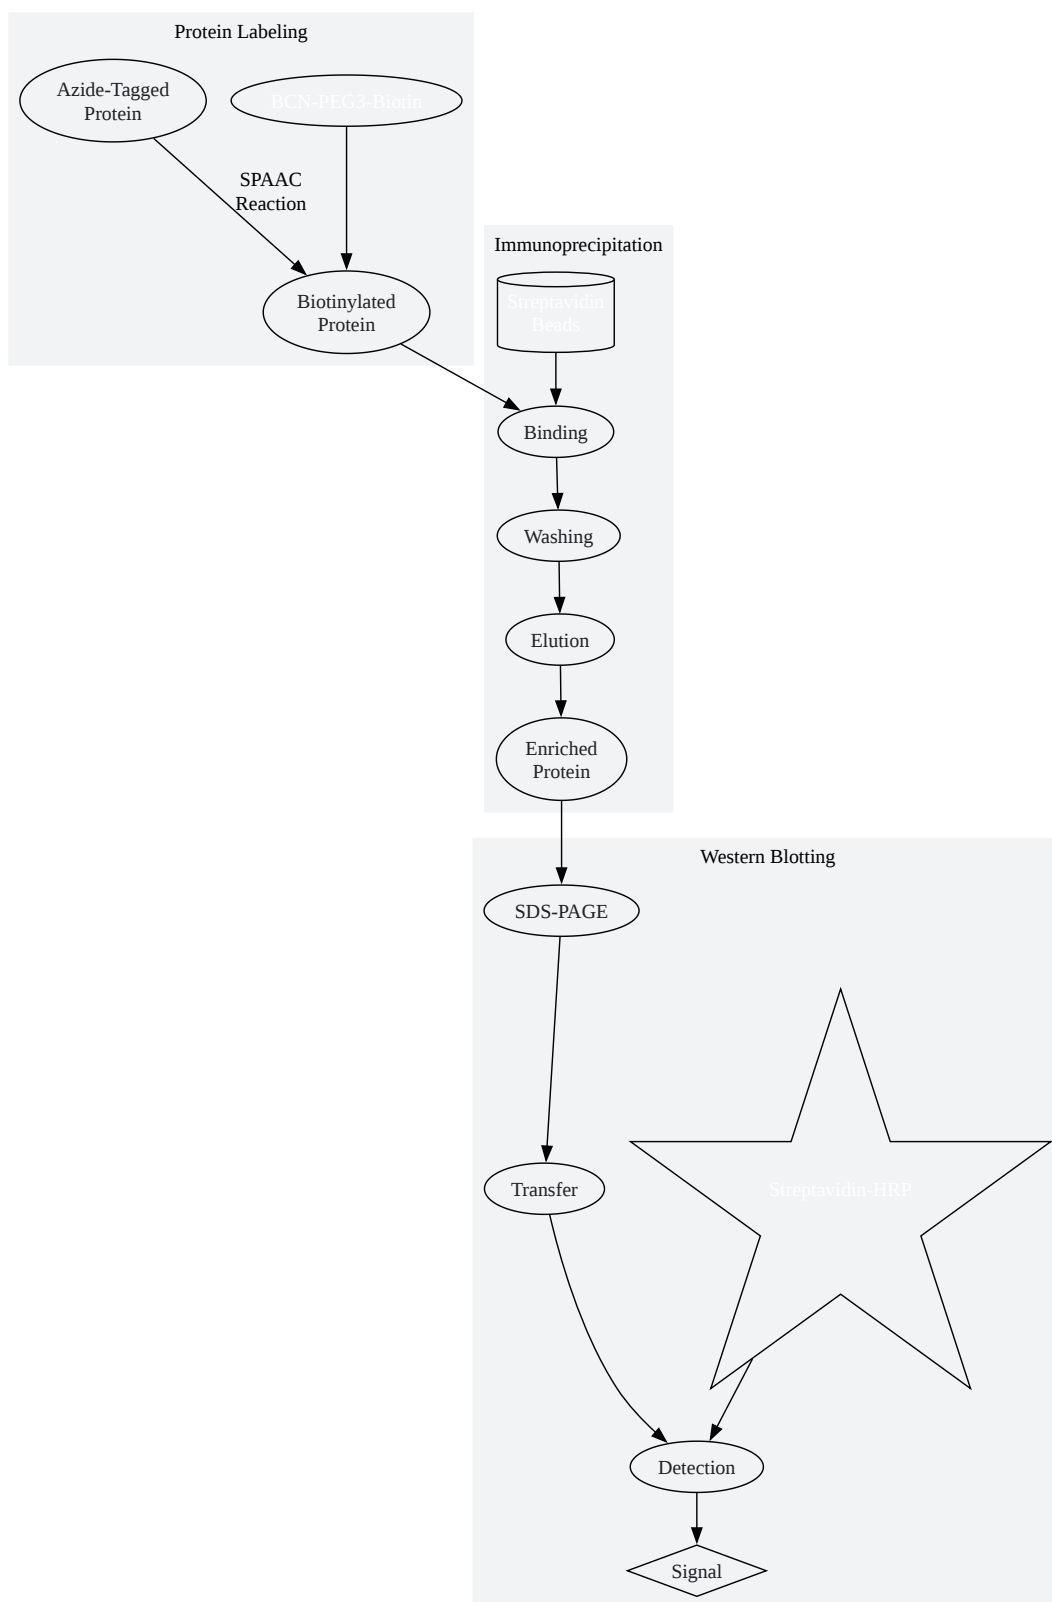 Protein Labeling
Azide-Tagged
Protein
BCN-PEG3-Biotin
SPAAC
Reaction
Biotinylated
Protein
Immunoprecipitation
Streptavidin
Beads
Binding
Washing
Elution
Enriched
Protein
Western Blotting
SDS-PAGE
Transfer
Streptavidin-HRP
Detection
Signal